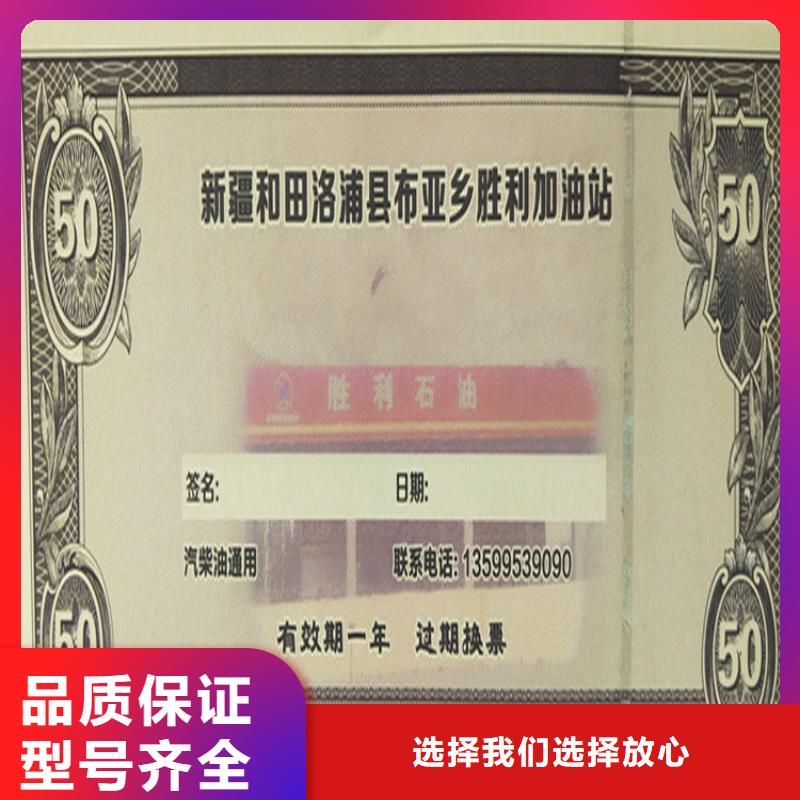 新疆和田洛浦县布亚乡胜利加油站
50
50
胜利石油
签名: 日期:
汽柴油通用 联系电话: 13599539090
有效期一年 过期换票
50
50
品质保证
型号齐全
选择我们选择放心